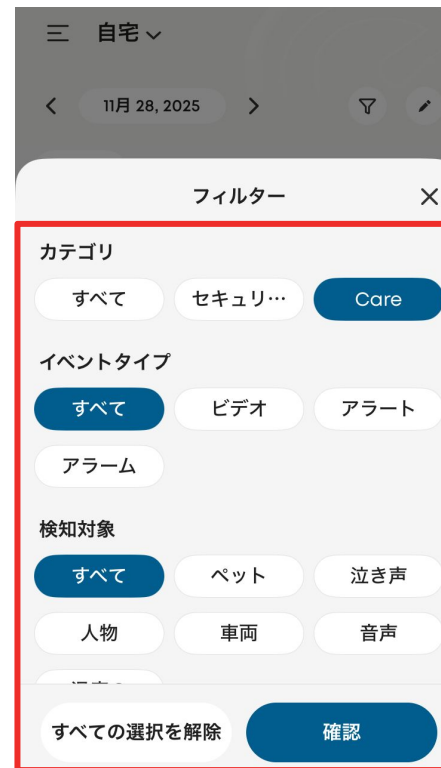 自宅
11月 28, 2025
フィルター
カテゴリ
すべて セキュリ… Care
イベントタイプ
すべて ビデオ アラート
アラーム
検知対象
すべて ペット 泣き声
人物 車両 音声
すべての選択を解除 確認